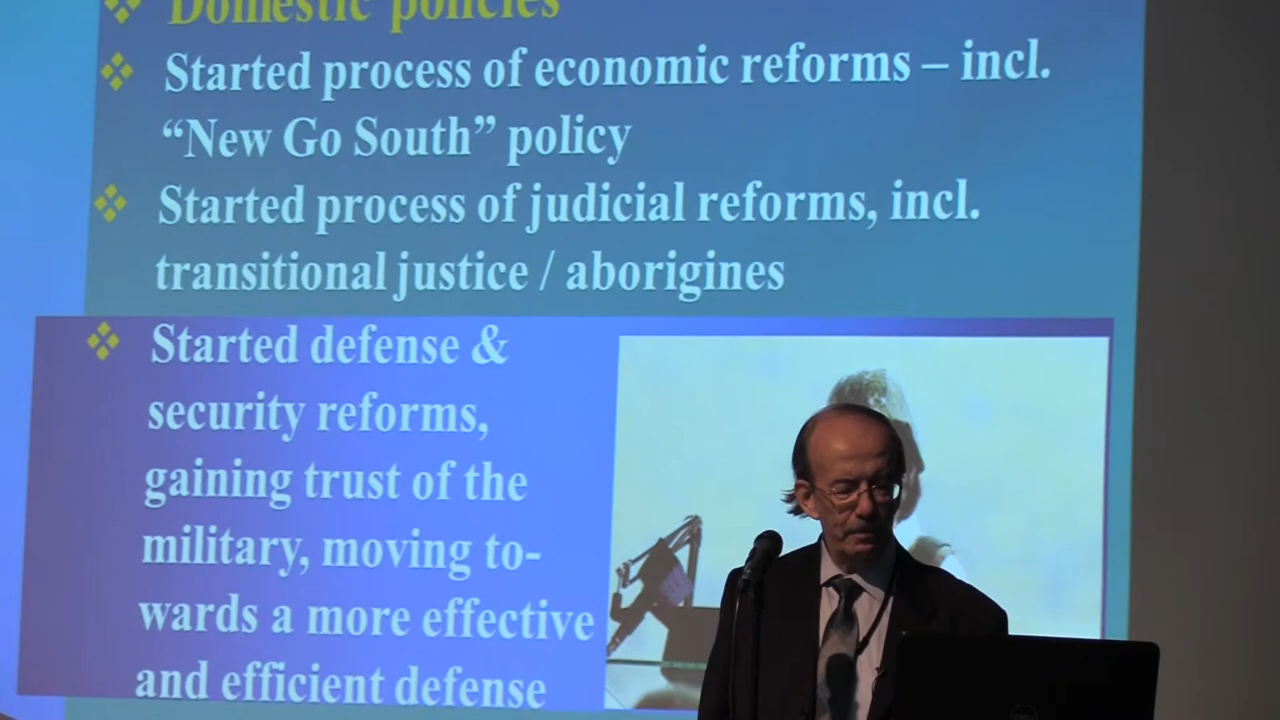 Domestic policies
Started process of economic reforms – incl.
“New Go South” policy
Started process of judicial reforms, incl.
transitional justice / aborigines
Started defense &
security reforms,
gaining trust of the
military, moving to-
wards a more effective
and efficient defense